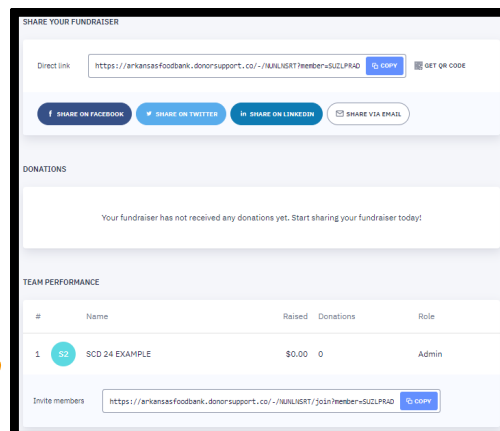 SHARE YOUR FUNDRAISER
Direct link https://arkansasfoodbank.donorsupport.co/-/NUNLNSRT?member=SUZLPRAD COPY GET QR CODE
f SHARE ON FACEBOOK SHARE ON TWITTER in SHARE ON LINKEDIN SHARE VIA EMAIL
DONATIONS
Your fundraiser has not received any donations yet. Start sharing your fundraiser today!
TEAM PERFORMANCE
# Name Raised Donations Role
1 S2 SCD 24 EXAMPLE $0.00 0 Admin
Invite members https://arkansasfoodbank.donorsupport.co/-/NUNLNSRT/join?member=SUZLPRAD COPY